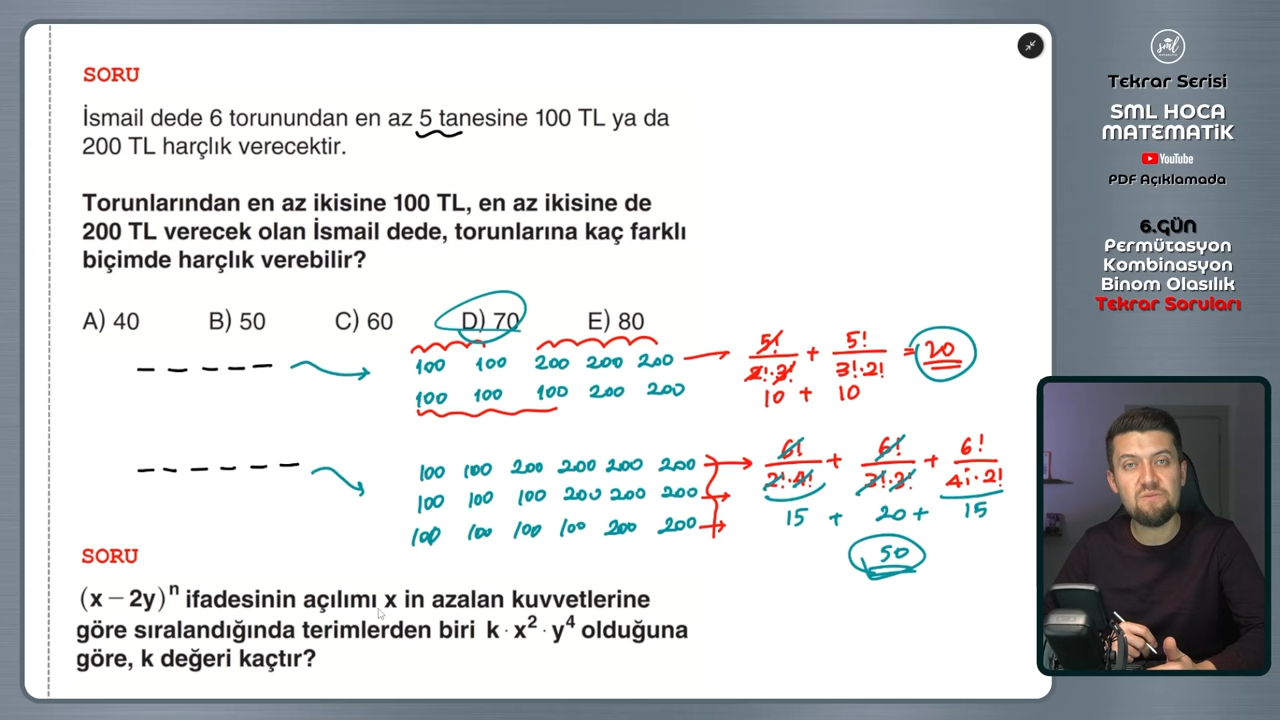 SORU
İsmail dede 6 torunundan en az 5 tanesine 100 TL ya da
200 TL harçlık verecektir.
Torunlarından en az ikisine 100 TL, en az ikisine de
200 TL verecek olan İsmail dede, torunlarına kaç farklı
biçimde harçlık verebilir?
A) 40 B) 50 C) 60 D) 70 E) 80
100 100 200 200 200
100 100 100 200 200
5!/2!·3! + 5!/3!·2! = 20
10 + 10
100 100 200 200 200 200
100 100 100 200 200 200
100 100 100 100 200 200
6!/2!·4! + 6!/3!·3! + 6!/4!·2!
15 + 20 + 15
50
SORU
(x − 2y)ⁿ ifadesinin açılımı x in azalan kuvvetlerine
göre sıralandığında terimlerden biri k · x² · y⁴ olduğuna
göre, k değeri kaçtır?
sml
Tekrar Serisi
SML HOCA
MATEMATİK
YouTube
PDF Açıklamada
6.GÜN
Permütasyon
Kombinasyon
Binom Olasılık
Tekrar Soruları